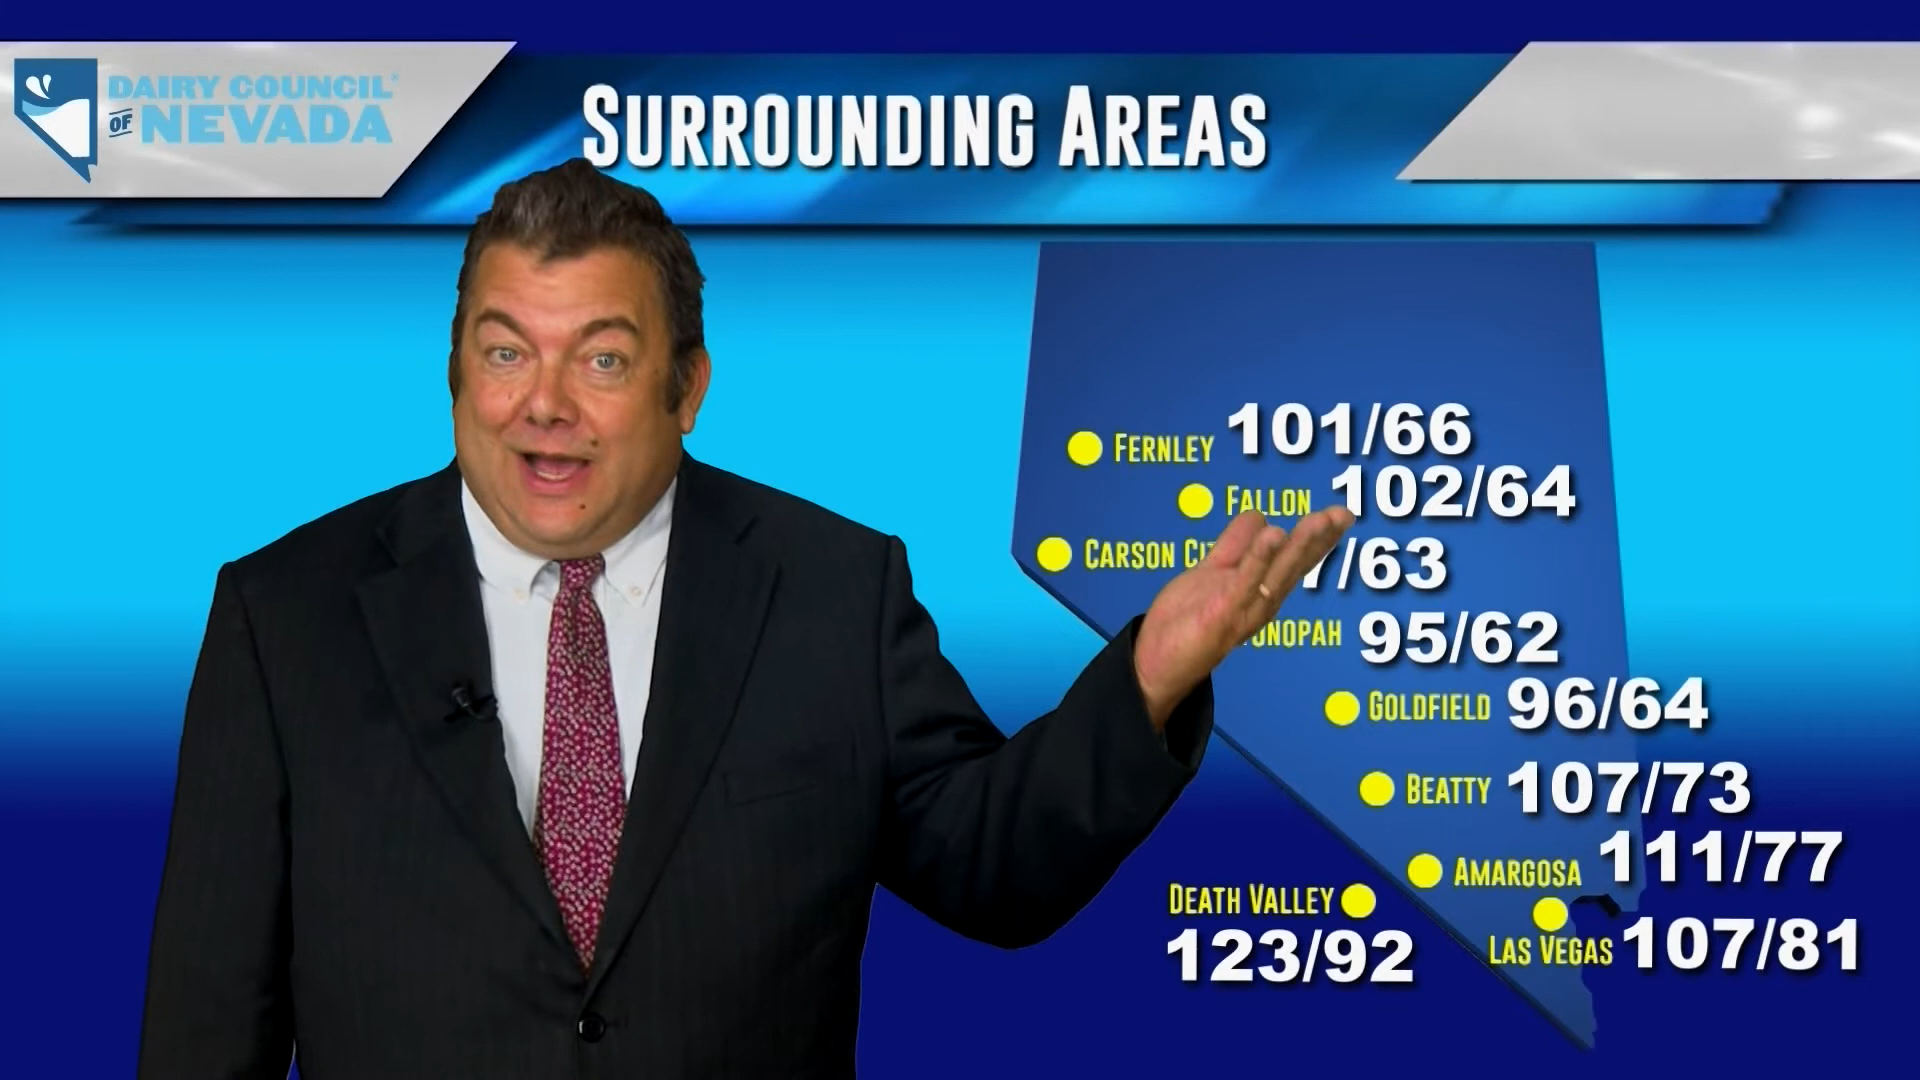 DAIRY COUNCIL
OF NEVADA
SURROUNDING AREAS
FERNLEY 101/66
FALLON 102/64
CARSON 7/63
95/62
GOLDFIELD 96/64
BEATTY 107/73
AMARGOSA 111/77
DEATH VALLEY
123/92
LAS VEGAS 107/81